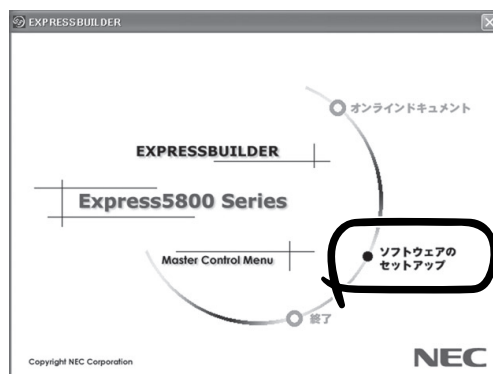 EXPRESSBUILDER
オンラインドキュメント
EXPRESSBUILDER
Express5800 Series
Master Control Menu
ソフトウェアの
セットアップ
終了
Copyright NEC Corporation
NEC